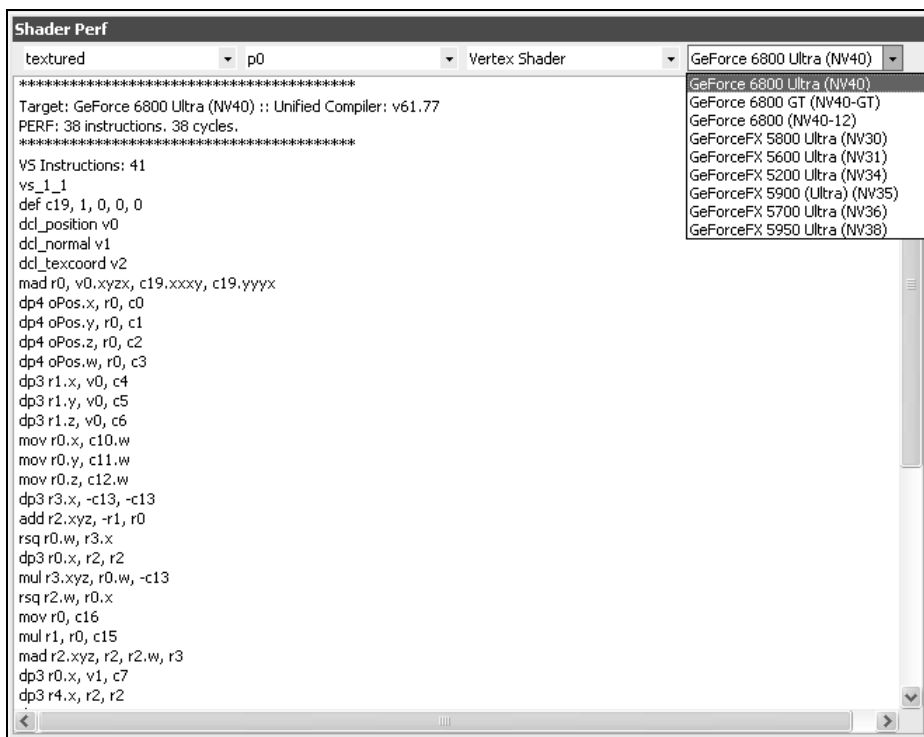 Shader Perf
textured p0 Vertex Shader GeForce 6800 Ultra (NV40)
GeForce 6800 Ultra (NV40)
GeForce 6800 GT (NV40-GT)
GeForce 6800 (NV40-12)
GeForceFX 5800 Ultra (NV30)
GeForceFX 5600 Ultra (NV31)
GeForceFX 5200 Ultra (NV34)
GeForceFX 5900 (Ultra) (NV35)
GeForceFX 5700 Ultra (NV36)
GeForceFX 5950 Ultra (NV38)
****************************************
Target: GeForce 6800 Ultra (NV40) :: Unified Compiler: v61.77
PERF: 38 instructions. 38 cycles.
****************************************
VS Instructions: 41
vs_1_1
def c19, 1, 0, 0, 0
dcl_position v0
dcl_normal v1
dcl_texcoord v2
mad r0, v0.xyzx, c19.xxxy, c19.yyyx
dp4 oPos.x, r0, c0
dp4 oPos.y, r0, c1
dp4 oPos.z, r0, c2
dp4 oPos.w, r0, c3
dp3 r1.x, v0, c4
dp3 r1.y, v0, c5
dp3 r1.z, v0, c6
mov r0.x, c10.w
mov r0.y, c11.w
mov r0.z, c12.w
dp3 r3.x, -c13, -c13
add r2.xyz, -r1, r0
rsq r0.w, r3.x
dp3 r0.x, r2, r2
mul r3.xyz, r0.w, -c13
rsq r2.w, r0.x
mov r0, c16
mul r1, r0, c15
mad r2.xyz, r2, r2.w, r3
dp3 r0.x, v1, c7
dp3 r4.x, r2, r2